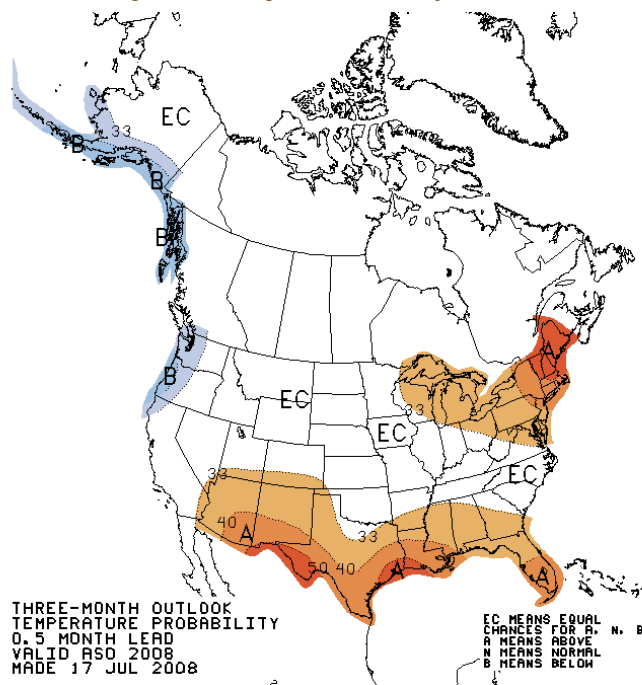 EC
33
B
B
B
A
B
EC
33
EC
EC
33
40
33
A
50 40
A
A
THREE-MONTH OUTLOOK
TEMPERATURE PROBABILITY
0.5 MONTH LEAD
VALID ASO 2008
MADE 17 JUL 2008
EC MEANS EQUAL
CHANCES FOR A, N, B
A MEANS ABOVE
N MEANS NORMAL
B MEANS BELOW